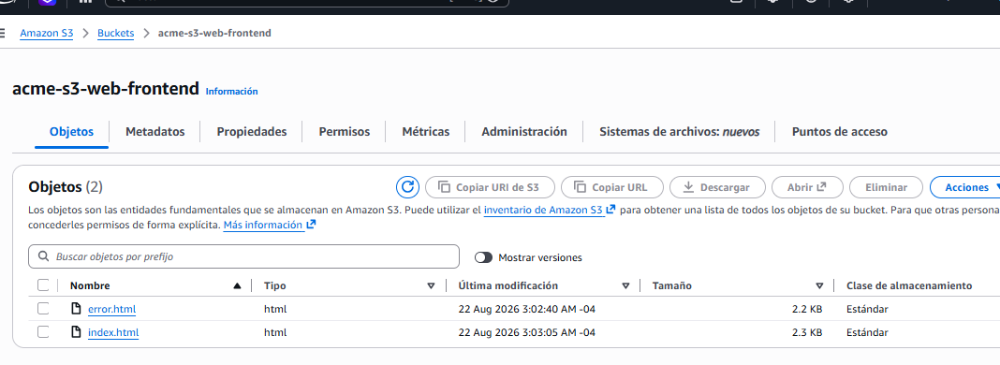 Amazon S3 > Buckets > acme-s3-web-frontend
acme-s3-web-frontend Información
Objetos Metadatos Propiedades Permisos Métricas Administración Sistemas de archivos: nuevos Puntos de acceso
Objetos (2) Copiar URI de S3 Copiar URL Descargar Abrir Eliminar Acciones
Los objetos son las entidades fundamentales que se almacenan en Amazon S3. Puede utilizar el inventario de Amazon S3 para obtener una lista de todos los objetos de su bucket. Para que otras persona
concederles permisos de forma explícita. Más información
Buscar objetos por prefijo Mostrar versiones
Nombre Tipo Última modificación Tamaño Clase de almacenamiento
error.html html 22 Aug 2026 3:02:40 AM -04 2.2 KB Estándar
index.html html 22 Aug 2026 3:03:05 AM -04 2.3 KB Estándar